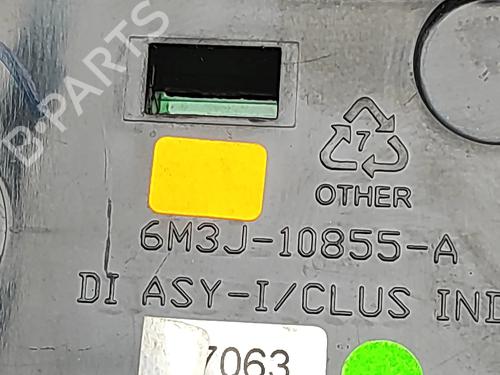 B-PARTS
7
OTHER
6M3J-10855-A
DI ASY-I/CLUS IND
7063